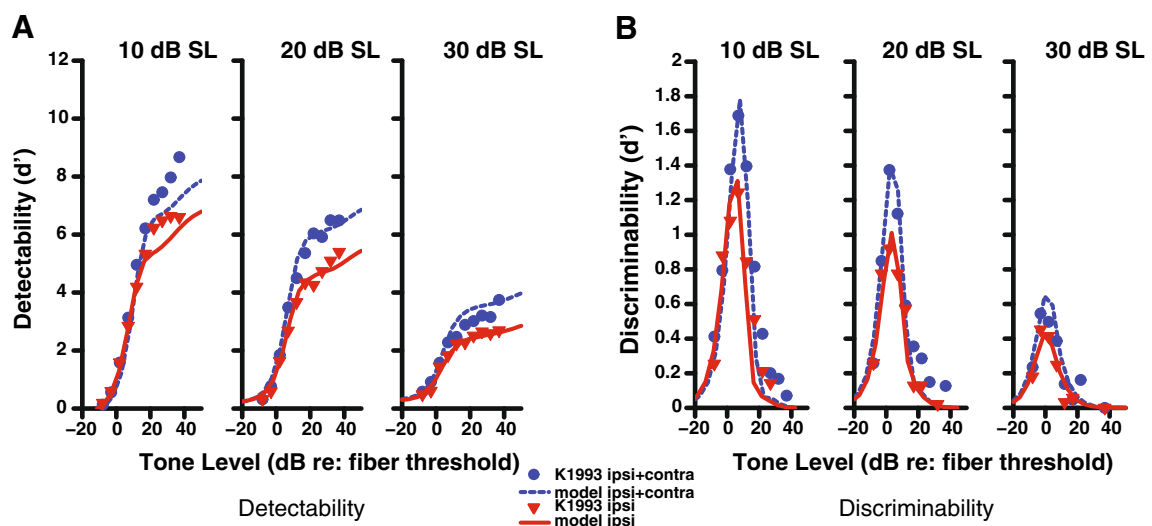 A
B
10 dB SL
20 dB SL
30 dB SL
10 dB SL
20 dB SL
30 dB SL
Detectability (d')
12
10
8
6
4
2
0
−20 0 20 40
−20 0 20 40
−20 0 20 40
Tone Level (dB re: fiber threshold)
Discriminability (d')
2
1.8
1.6
1.4
1.2
1
0.8
0.6
0.4
0.2
0
−20 0 20 40
−20 0 20 40
−20 0 20 40
Tone Level (dB re: fiber threshold)
K1993 ipsi+contra
model ipsi+contra
K1993 ipsi
model ipsi
Detectability
Discriminability